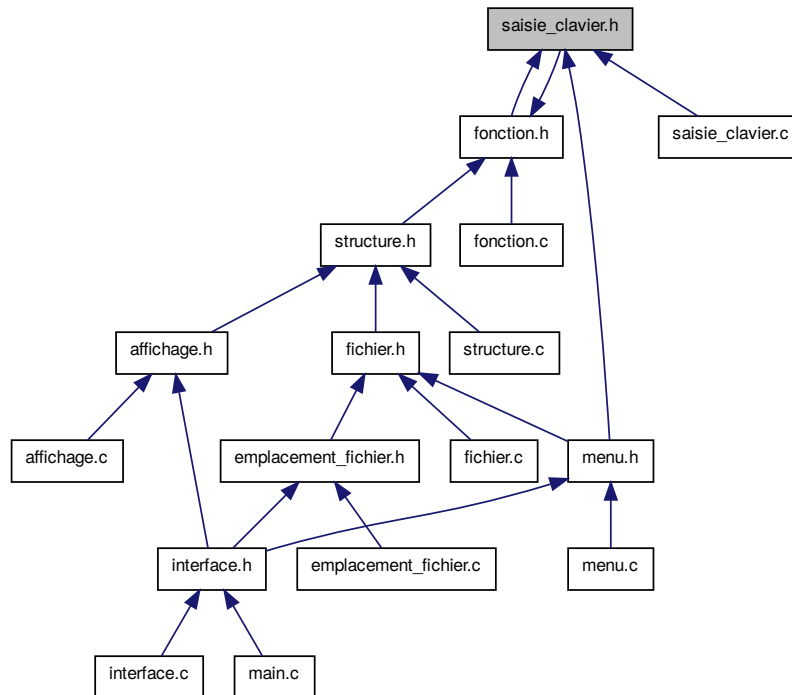 saisie_clavier.h
fonction.h
saisie_clavier.c
structure.h
fonction.c
affichage.h
fichier.h
structure.c
affichage.c
emplacement_fichier.h
fichier.c
menu.h
interface.h
emplacement_fichier.c
menu.c
interface.c
main.c